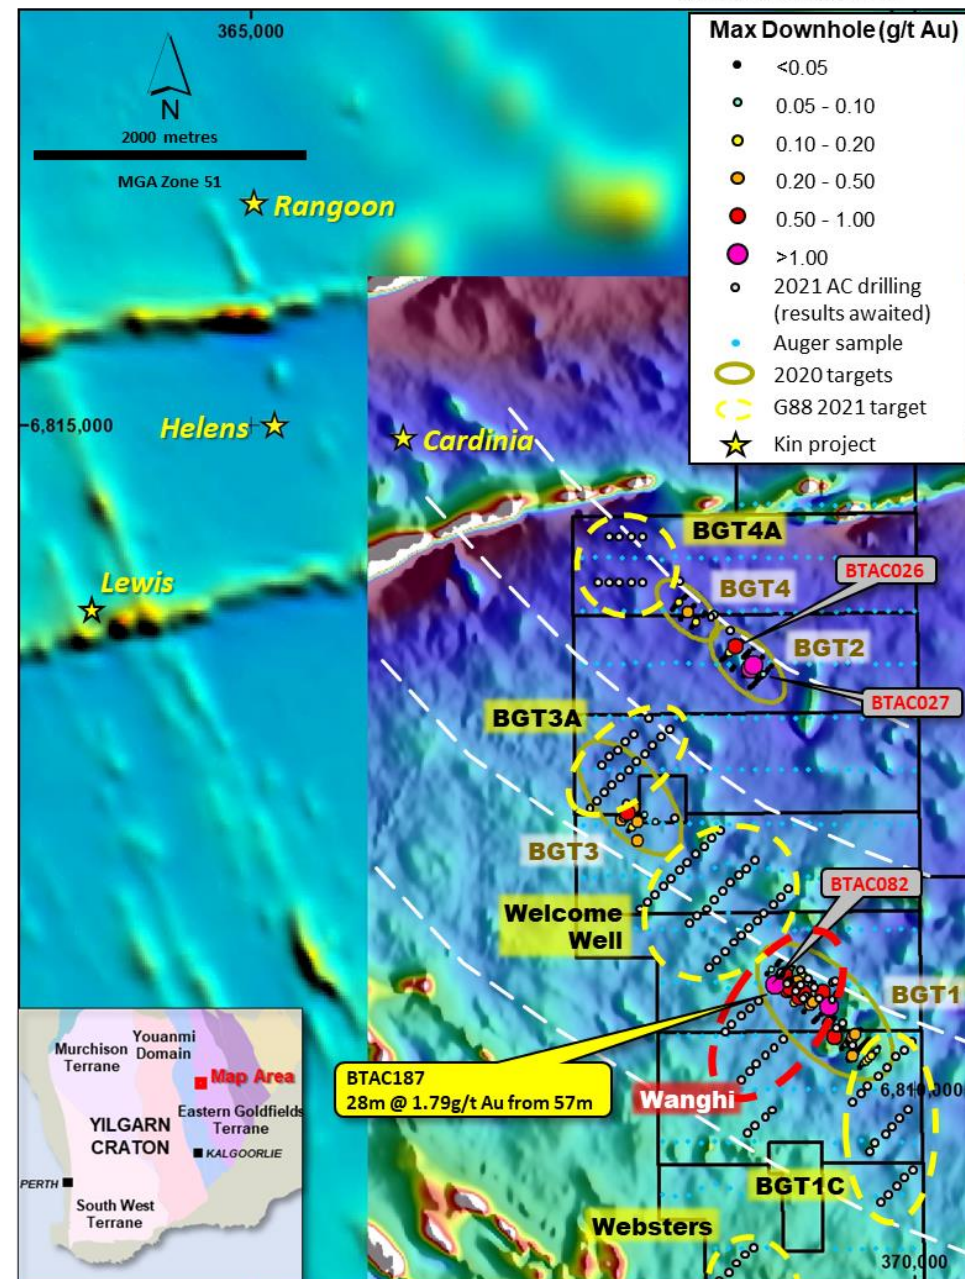 365,000
N
2000 metres
MGA Zone 51
Rangoon
6,815,000
Helens
Cardinia
Lewis
Max Downhole (g/t Au)
<0.05
0.05 - 0.10
0.10 - 0.20
0.20 - 0.50
0.50 - 1.00
>1.00
2021 AC drilling
(results awaited)
Auger sample
2020 targets
G88 2021 target
Kin project
BGT4A
BTAC026
BGT4
BGT2
BTAC027
BGT3A
BGT3
BTAC082
Welcome
Well
BGT1
BTAC187
28m @ 1.79g/t Au from 57m
Wanghi
6,810,000
BGT1C
Websters
370,000
Murchison
Terrane
Youanmi
Domain
Map Area
YILGARN
CRATON
Eastern Goldfields
Terrane
KALGOORLIE
PERTH
South West
Terrane